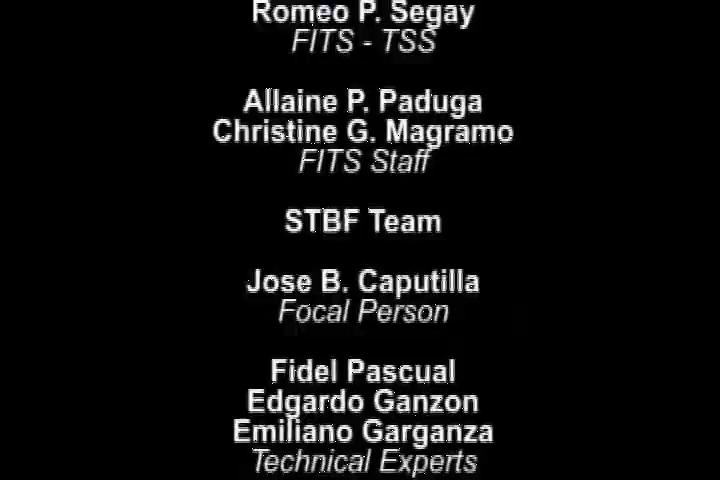 Romeo P. Segay
FITS - TSS
Allaine P. Paduga
Christine G. Magramo
FITS Staff
STBF Team
Jose B. Caputilla
Focal Person
Fidel Pascual
Edgardo Ganzon
Emiliano Garganza
Technical Experts